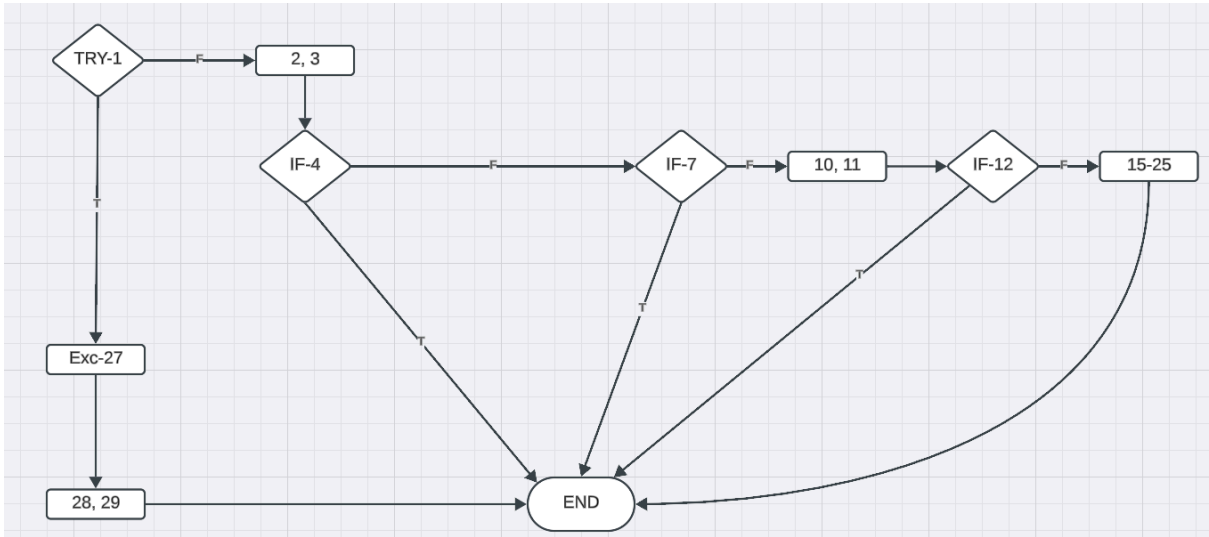 TRY-1
F
2, 3
IF-4
F
IF-7
F
10, 11
IF-12
F
15-25
T
T
T
T
Exc-27
28, 29
END